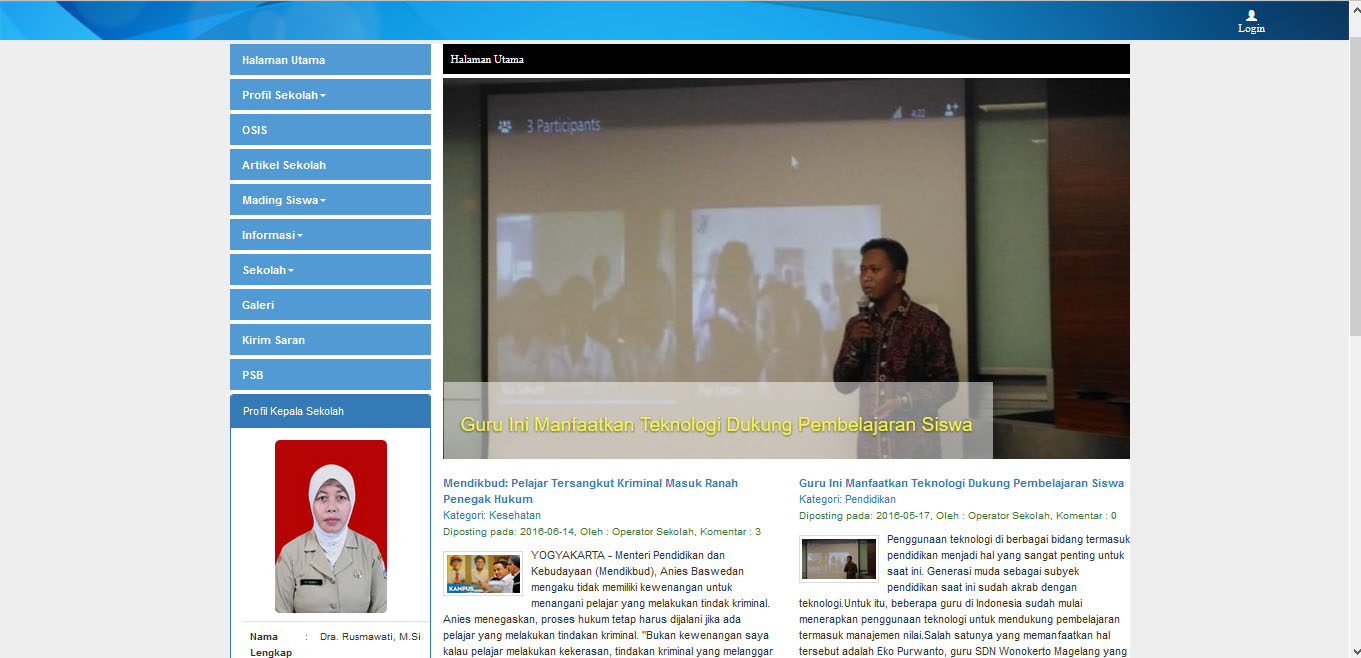 Login
Halaman Utama
Profil Sekolah
OSIS
Artikel Sekolah
Mading Siswa
Informasi
Sekolah
Galeri
Kirim Saran
PSB
Profil Kepala Sekolah
Nama : Dra. Rusmawati, M.Si
Lengkap
Halaman Utama
3 Participants
4:22
Guru Ini Manfaatkan Teknologi Dukung Pembelajaran Siswa
Mendikbud: Pelajar Tersangkut Kriminal Masuk Ranah
Penegak Hukum
Kategori: Kesehatan
Diposting pada: 2016-06-14, Oleh : Operator Sekolah, Komentar : 3
KAMPUS
YOGYAKARTA - Menteri Pendidikan dan
Kebudayaan (Mendikbud), Anies Baswedan
mengaku tidak memiliki kewenangan untuk
menangani pelajar yang melakukan tindak kriminal.
Anies menegaskan, proses hukum tetap harus dijalani jika ada
pelajar yang melakukan tindakan kriminal. "Bukan kewenangan saya
kalau pelajar melakukan kekerasan, tindakan kriminal yang melanggar
Guru Ini Manfaatkan Teknologi Dukung Pembelajaran Siswa
Kategori: Pendidikan
Diposting pada: 2016-05-17, Oleh : Operator Sekolah, Komentar : 0
Penggunaan teknologi di berbagai bidang termasuk
pendidikan menjadi hal yang sangat penting untuk
saat ini. Generasi muda sebagai subyek
pendidikan saat ini sudah akrab dengan
teknologi.Untuk itu, beberapa guru di Indonesia sudah mulai
menerapkan penggunaan teknologi untuk mendukung pembelajaran
termasuk manajemen nilai.Salah satunya yang memanfaatkan hal
tersebut adalah Eko Purwanto, guru SDN Wonokerto Magelang yang